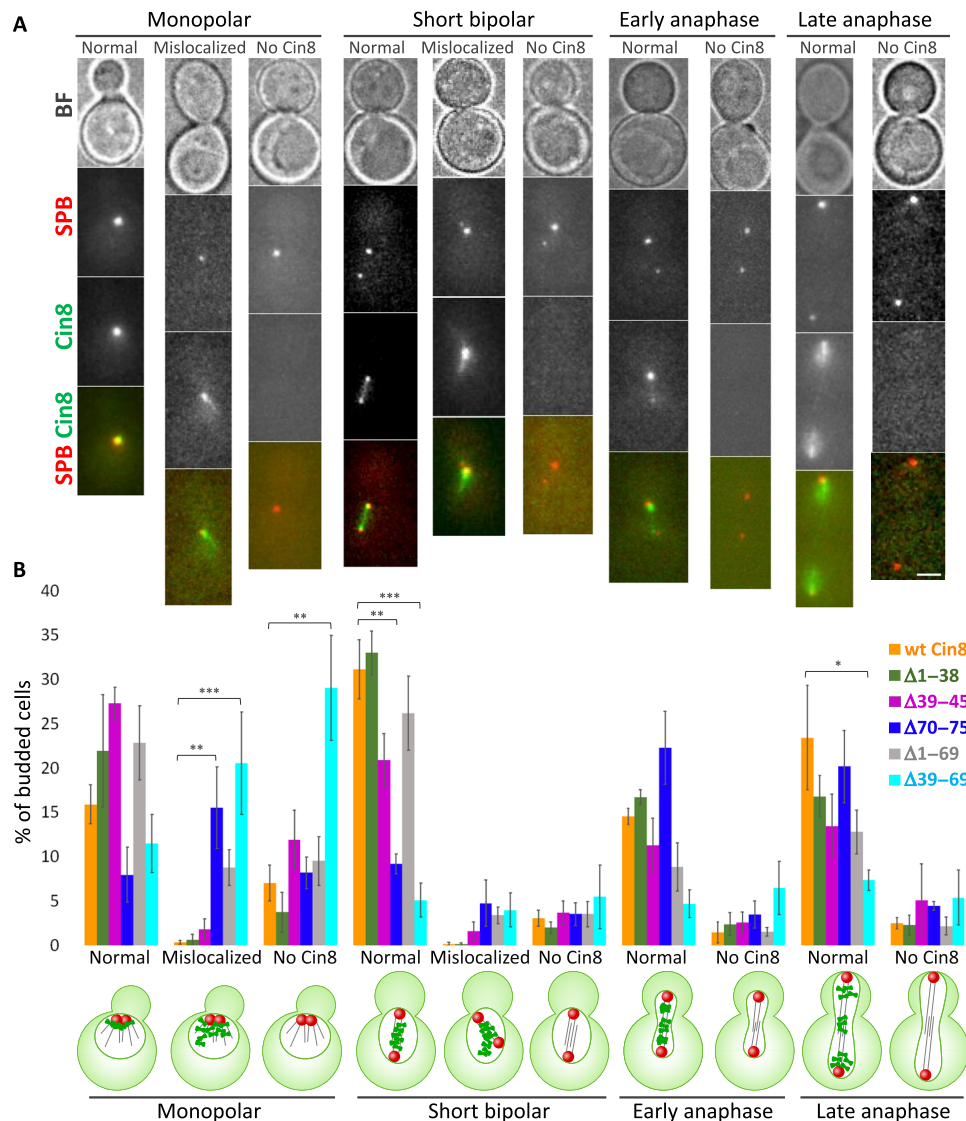 A
Monopolar
Short bipolar
Early anaphase
Late anaphase
Normal Mislocalized No Cin8
Normal Mislocalized No Cin8
Normal No Cin8
Normal No Cin8
BF
SPB
Cin8
SPB Cin8
B
% of budded cells
40
35
30
25
20
15
10
5
0
***
**
**
***
**
*
wt Cin8
Δ1–38
Δ39–45
Δ70–75
Δ1–69
Δ39–69
Normal Mislocalized No Cin8
Normal Mislocalized No Cin8
Normal No Cin8
Normal No Cin8
Monopolar
Short bipolar
Early anaphase
Late anaphase